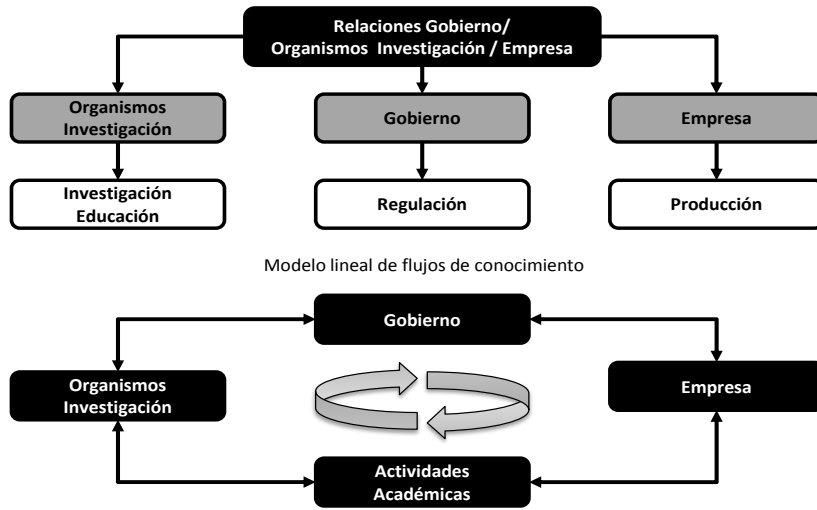 Relaciones Gobierno/
Organismos Investigación / Empresa
Organismos
Investigación
Gobierno
Empresa
Investigación
Educación
Regulación
Producción
Modelo lineal de flujos de conocimiento
Gobierno
Organismos
Investigación
Empresa
Actividades
Académicas